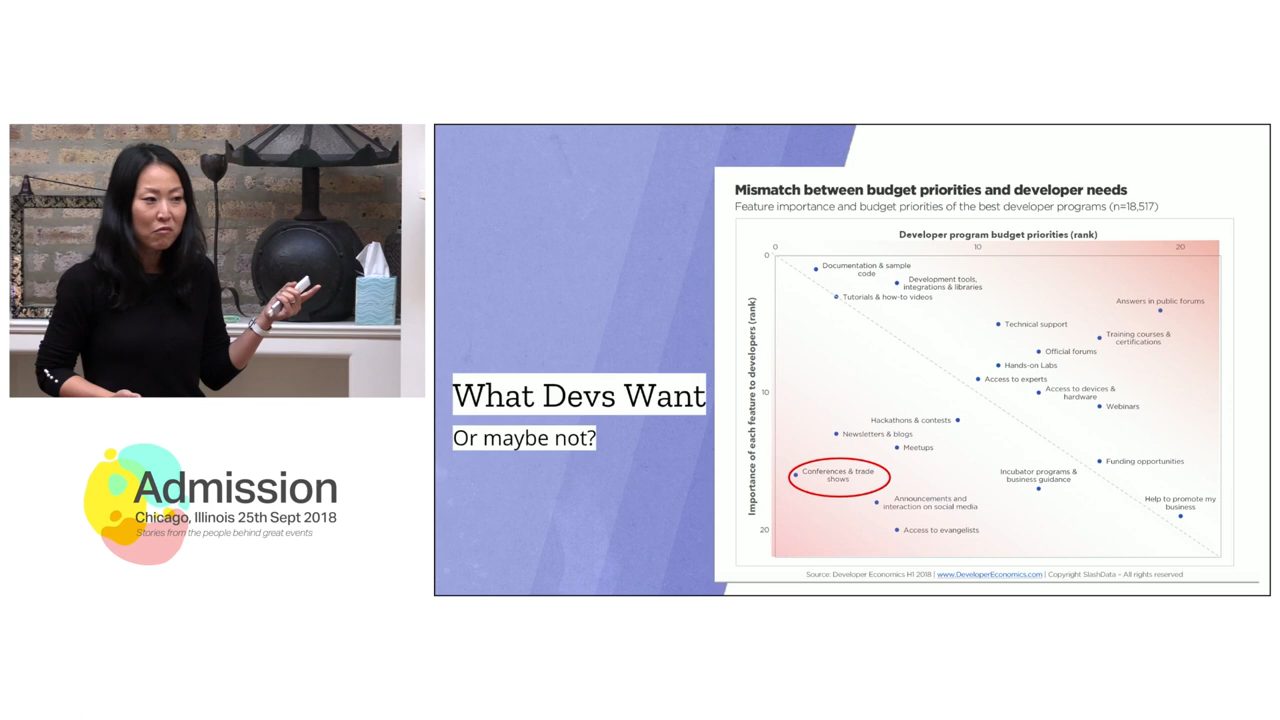 Admission
Chicago, Illinois 25th Sept 2018
Stories from the people behind great events
What Devs Want
Or maybe not?
Mismatch between budget priorities and developer needs
Feature importance and budget priorities of the best developer programs (n=18,517)
Developer program budget priorities (rank)
0
10
20
Importance of each feature to developers (rank)
0
10
20
Documentation & sample
code
Development tools,
integrations & libraries
Tutorials & how-to videos
Answers in public forums
Technical support
Training courses &
certifications
Official forums
Hands-on Labs
Access to experts
Access to devices &
hardware
Webinars
Hackathons & contests
Newsletters & blogs
Meetups
Funding opportunities
Conferences & trade
shows
Incubator programs &
business guidance
Announcements and
interaction on social media
Help to promote my
business
Access to evangelists
Source: Developer Economics H1 2018 | www.DeveloperEconomics.com | Copyright SlashData – All rights reserved